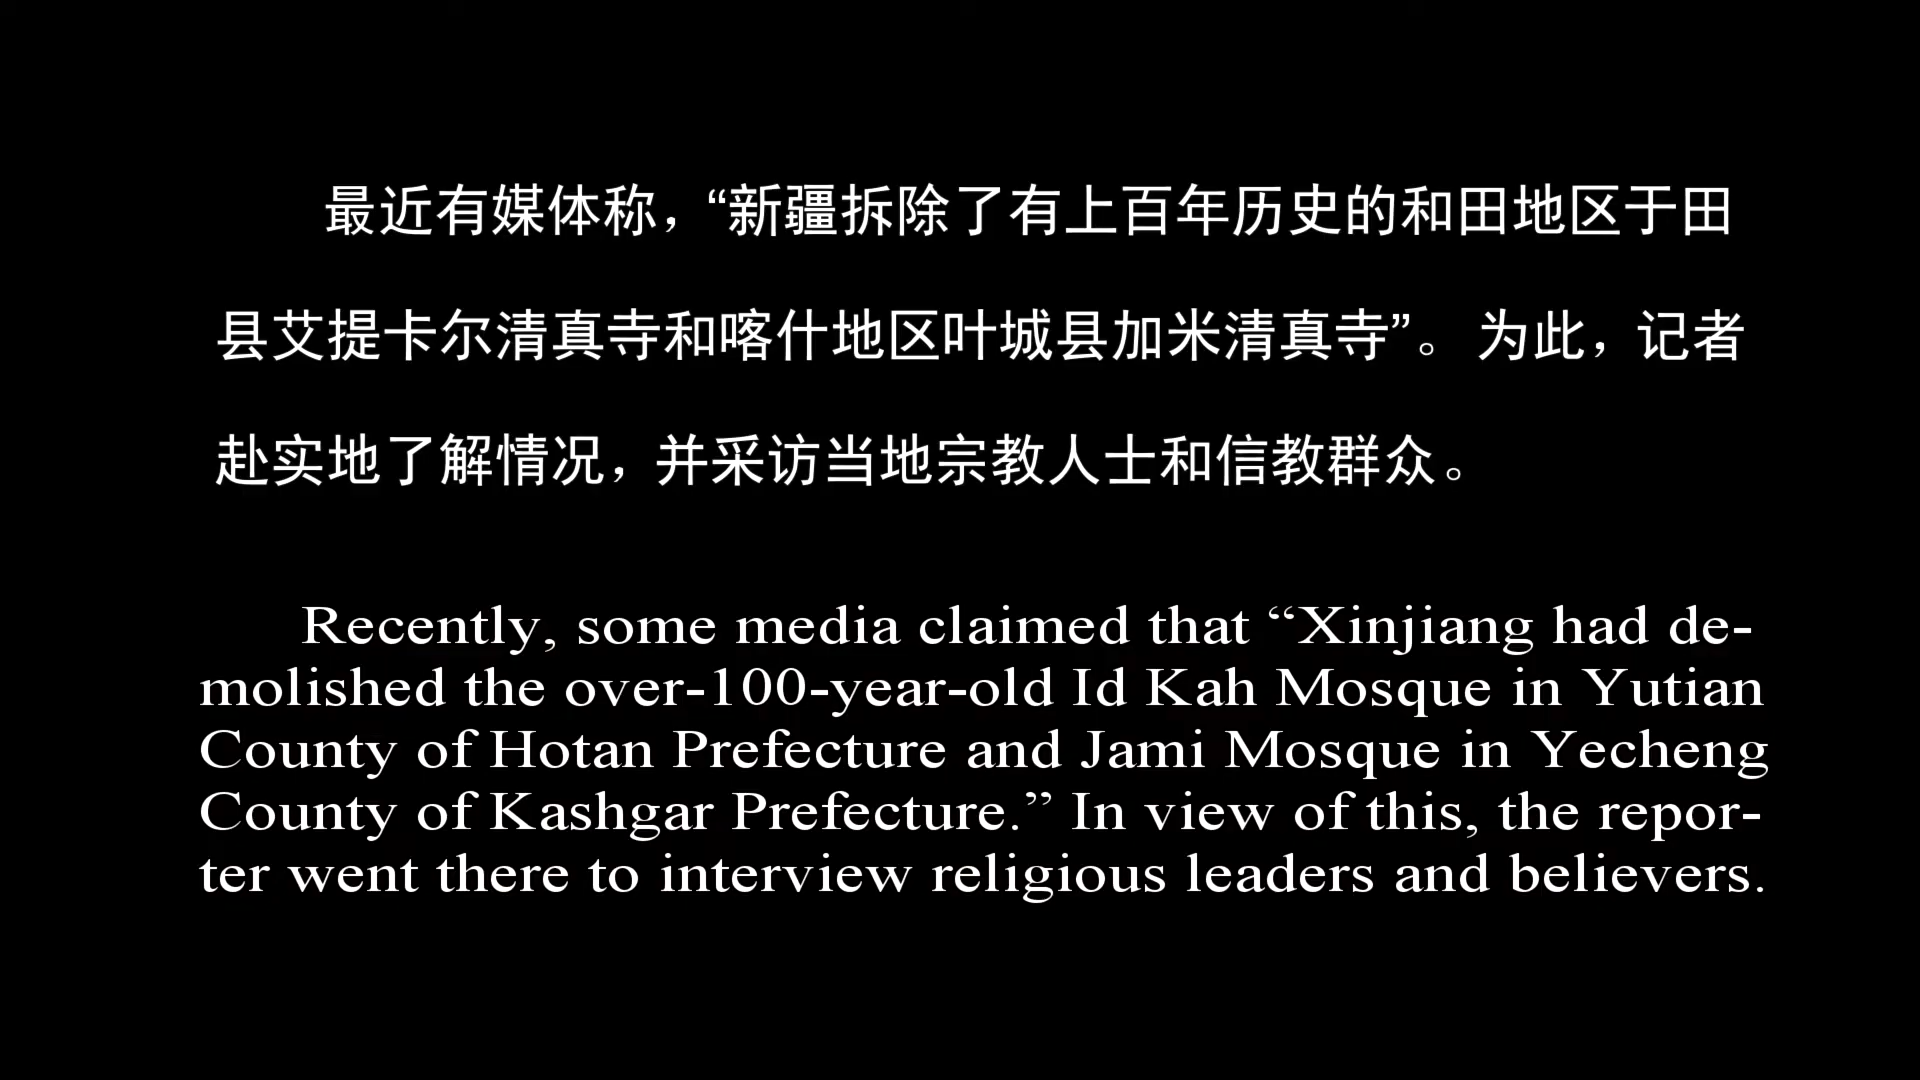 最近有媒体称，“新疆拆除了有上百年历史的和田地区于田
县艾提卡尔清真寺和喀什地区叶城县加米清真寺”。为此，记者
赴实地了解情况，并采访当地宗教人士和信教群众。
Recently, some media claimed that “Xinjiang had de-
molished the over-100-year-old Id Kah Mosque in Yutian
County of Hotan Prefecture and Jami Mosque in Yecheng
County of Kashgar Prefecture.” In view of this, the repor-
ter went there to interview religious leaders and believers.